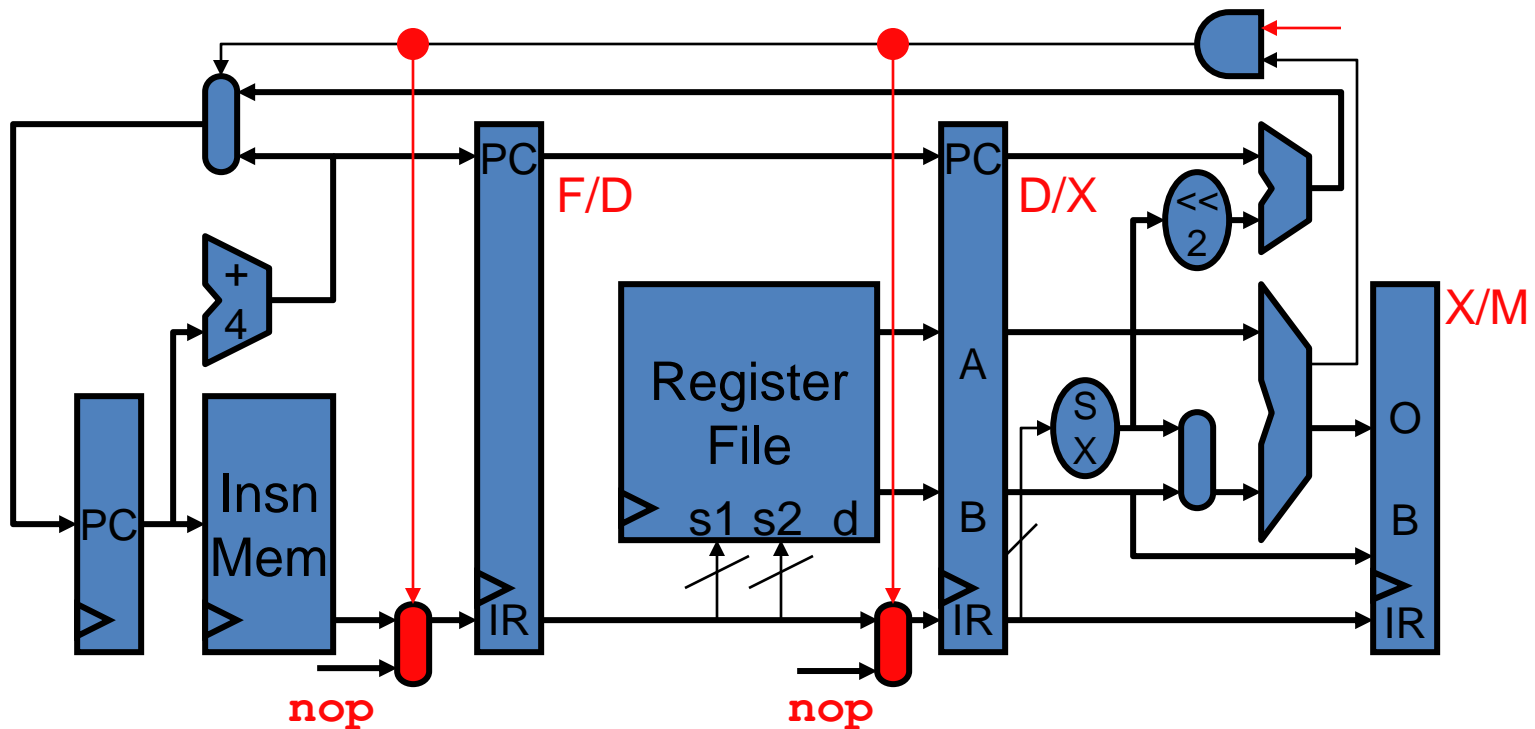 PC
PC
F/D
D/X
<<
2
+
4
X/M
Register
File
A
S
X
O
Insn
Mem
PC
s1 s2 d
B
B
IR
IR
IR
nop
nop